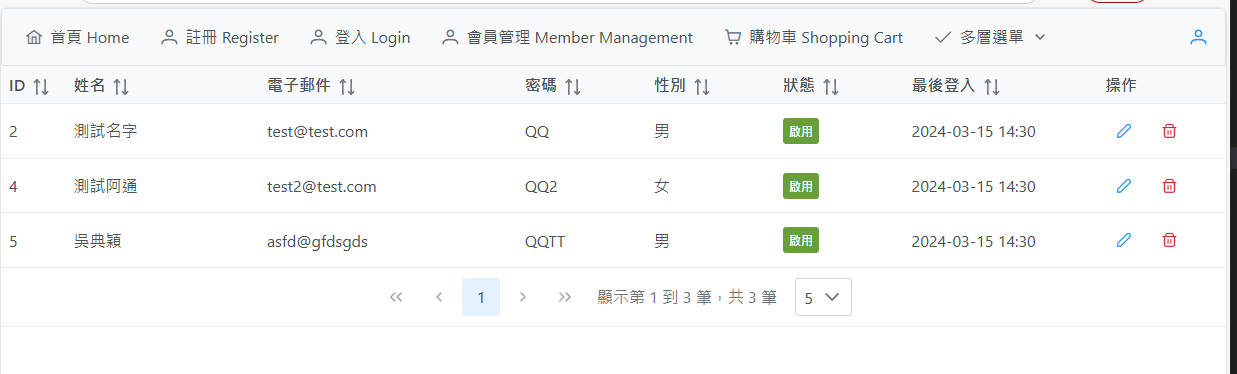 首頁 Home 註冊 Register 登入 Login 會員管理 Member Management 購物車 Shopping Cart 多層選單
ID 姓名 電子郵件 密碼 性別 狀態 最後登入 操作
2 測試名字 test@test.com QQ 男 啟用 2024-03-15 14:30
4 測試阿通 test2@test.com QQ2 女 啟用 2024-03-15 14:30
5 吳典穎 asfd@gfdsgds QQTT 男 啟用 2024-03-15 14:30
1 顯示第 1 到 3 筆，共 3 筆 5